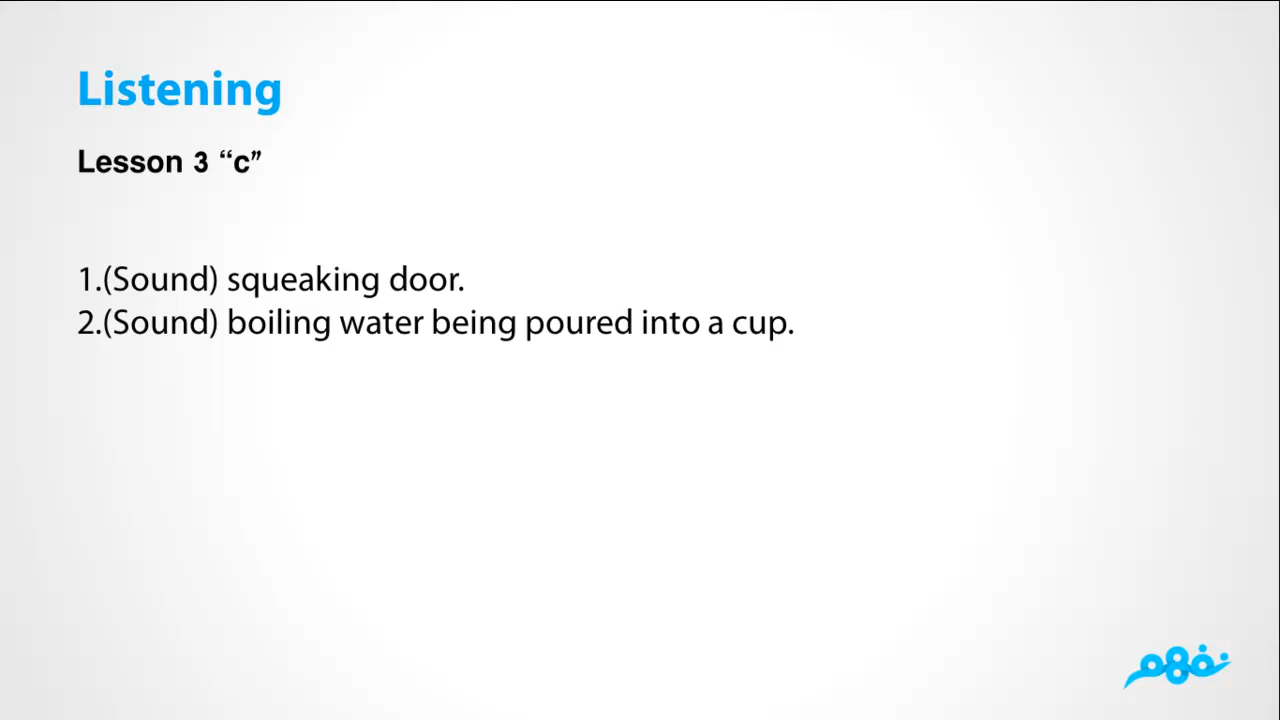 Listening
Lesson 3 “c”
1.(Sound) squeaking door.
2.(Sound) boiling water being poured into a cup.
نفهم